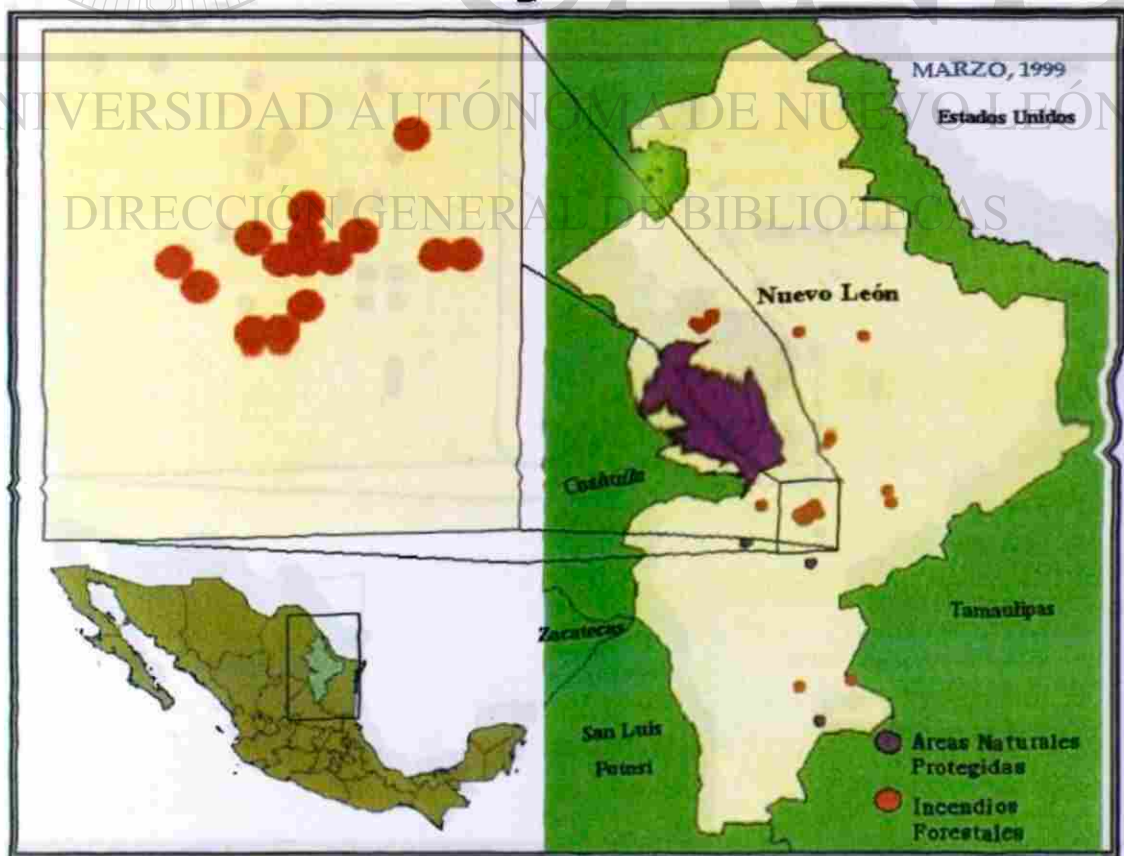 MARZO, 1999
Estados Unidos
UNIVERSIDAD AUTÓNOMA DE NUEVO LEÓN
DIRECCIÓN GENERAL DE BIBLIOTECAS
Nuevo León
Coahuila
Tamaulipas
Zacatecas
San Luis
Potosí
Areas Naturales
Protegidas
Incendios
Forestales